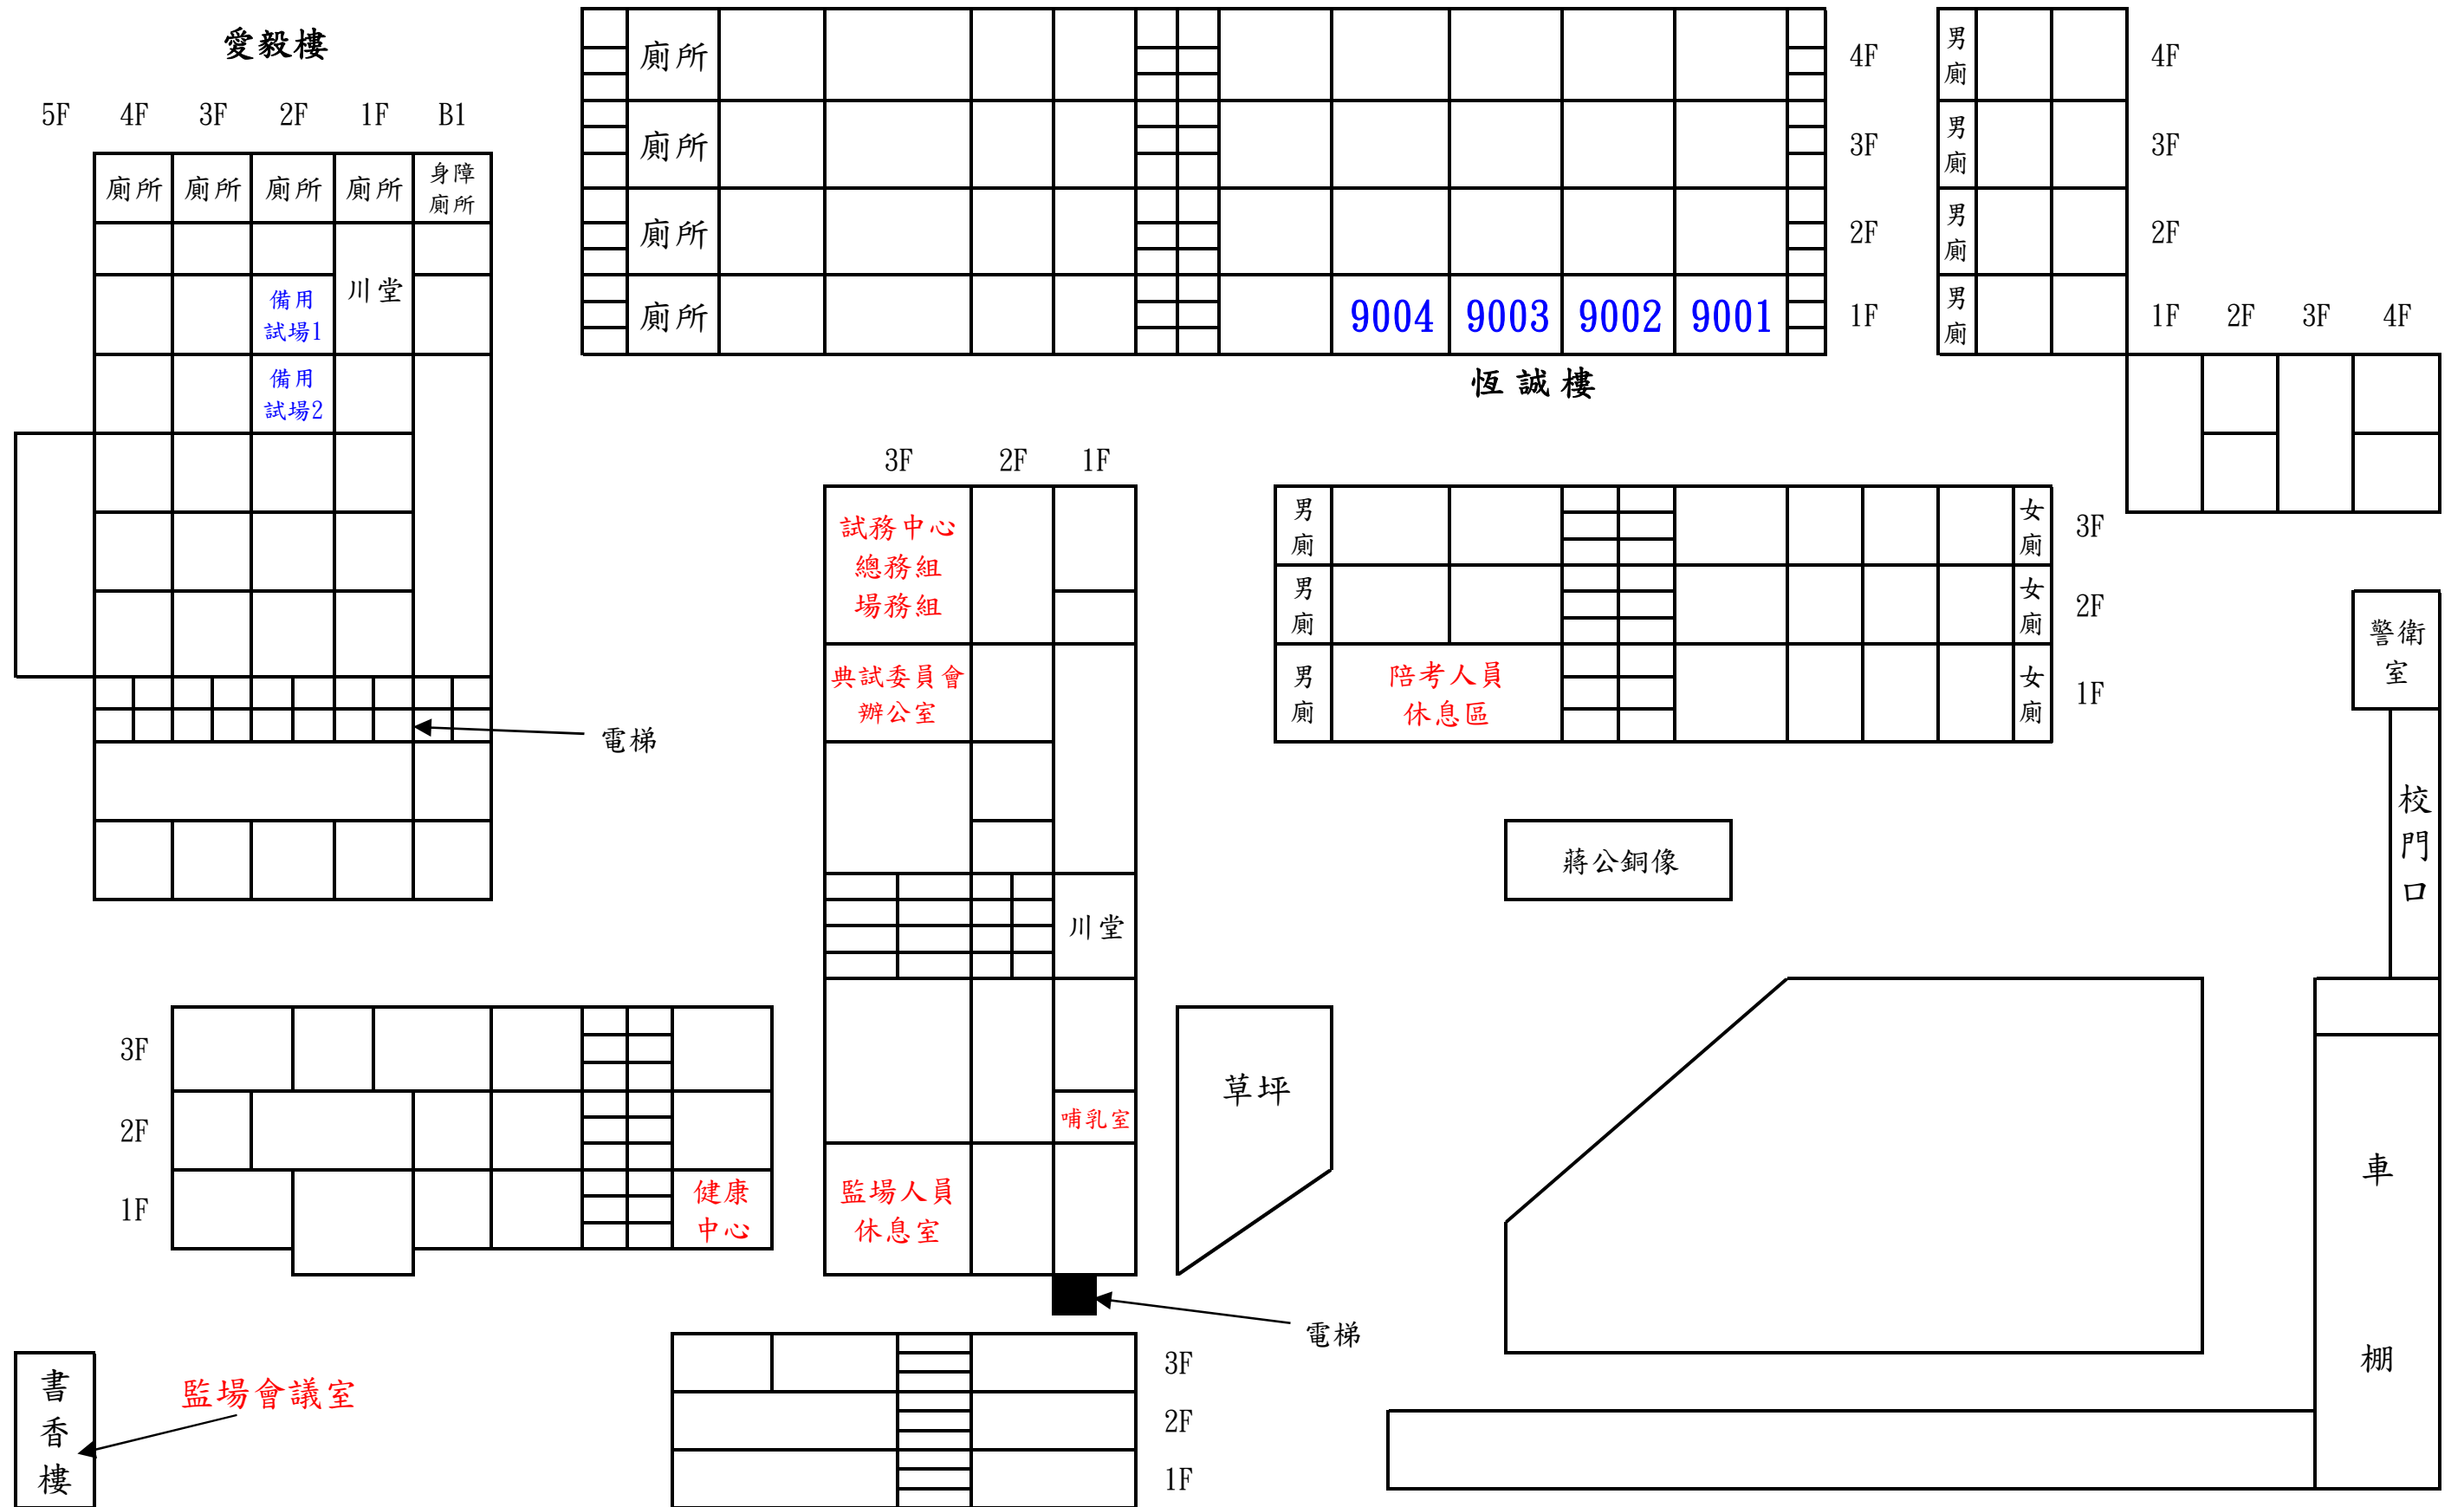 愛毅樓
5F 4F 3F 2F 1F B1
廁所 廁所 廁所 廁所 身障
廁所
川堂
備用
試場1
備用
試場2
電梯
廁所 4F
廁所 3F
廁所 2F
廁所 9004 9003 9002 9001 1F
恆誠樓
男廁 4F
男廁 3F
男廁 2F
男廁 1F 2F 3F 4F
3F 2F 1F
試務中心
總務組
場務組
典試委員會
辦公室
川堂
哺乳室
監場人員
休息室
電梯
男廁 女廁 3F
男廁 女廁 2F
男廁 陪考人員
休息區
女廁 1F
警衛
室
校門口
蔣公銅像
草坪
車棚
3F
2F
1F
健康
中心
書香樓
監場會議室
3F
2F
1F